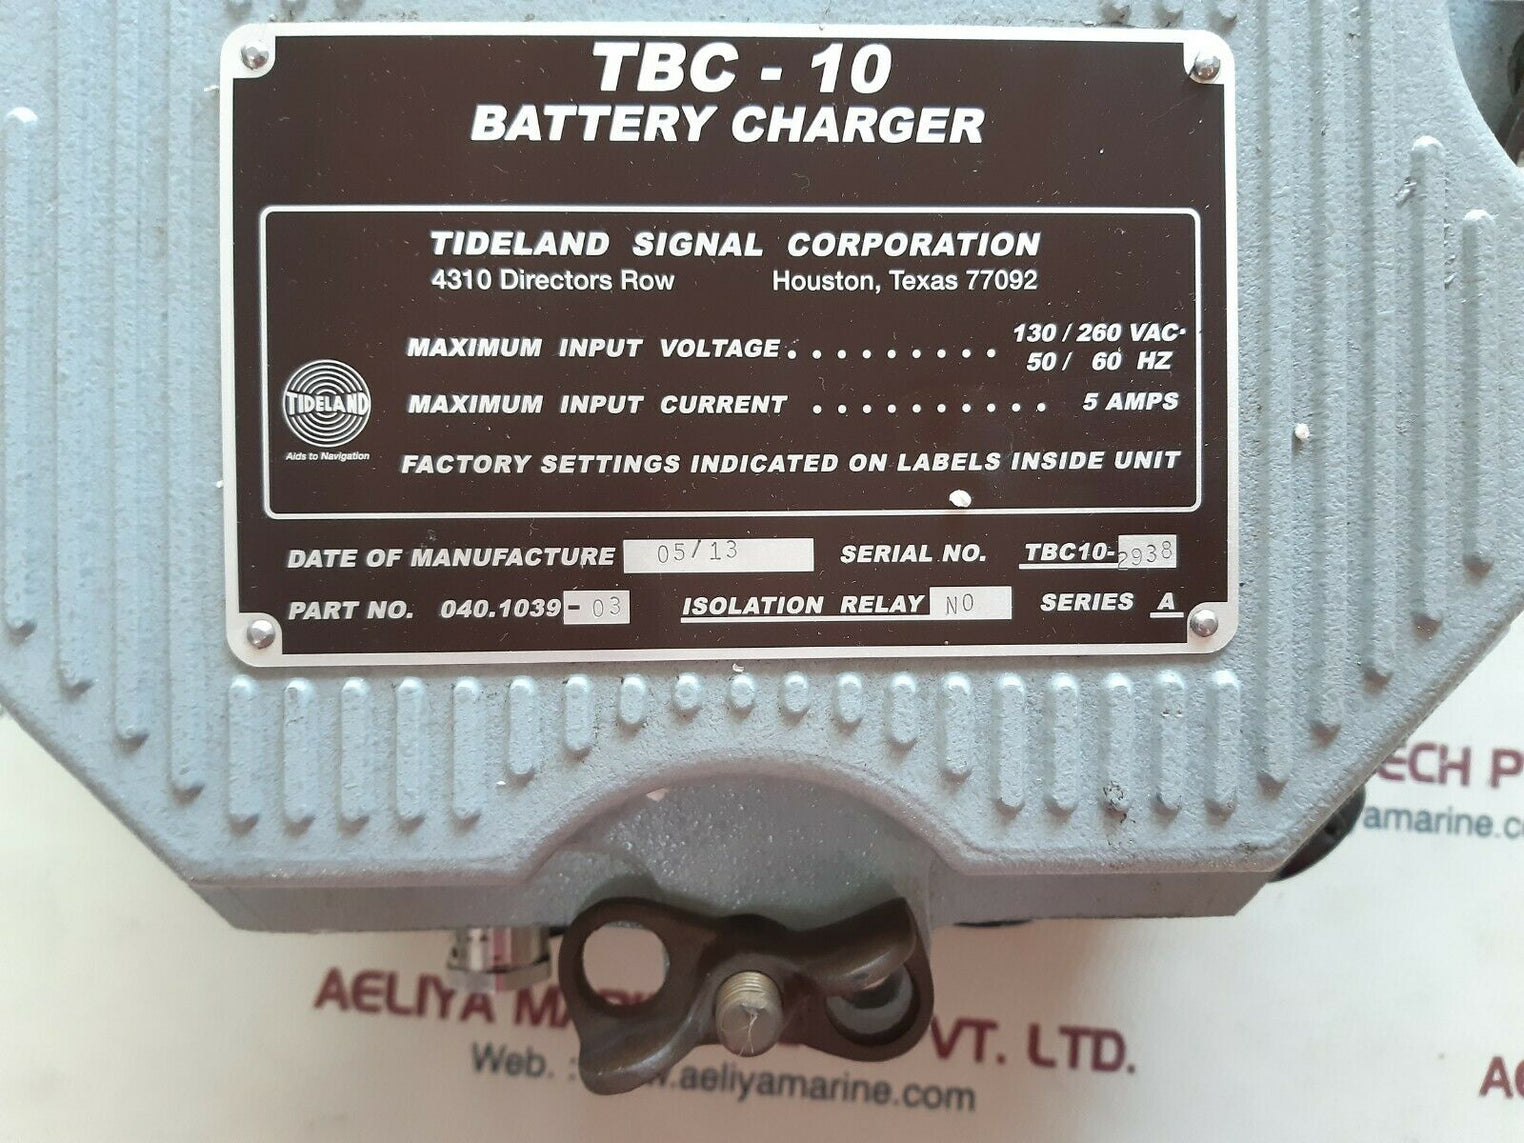 TBC - 10
BATTERY CHARGER
TIDELAND SIGNAL CORPORATION
4310 Directors Row Houston, Texas 77092
MAXIMUM INPUT VOLTAGE.......... 130 / 260 VAC
50 / 60 HZ
MAXIMUM INPUT CURRENT .......... 5 AMPS
TIDELAND
Aids to Navigation
FACTORY SETTINGS INDICATED ON LABELS INSIDE UNIT
DATE OF MANUFACTURE 05/13 SERIAL NO. TBC10-2938
PART NO. 040.1039-03 ISOLATION RELAY NO SERIES A
ECH P
yamarine.c
AELIYA MA VT. LTD.
Web. : w.aeliyamarine.com